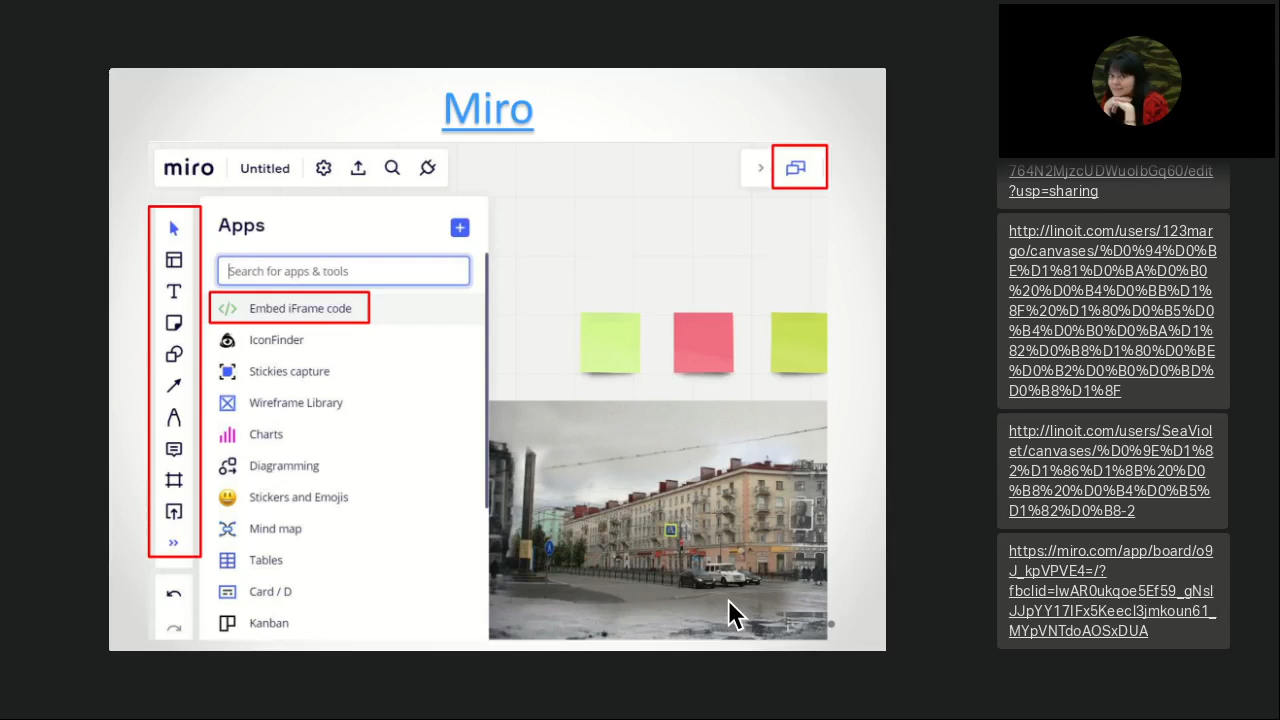 Miro
miro
Untitled
Apps
Search for apps & tools
Embed iFrame code
IconFinder
Stickies capture
Wireframe Library
Charts
Diagramming
Stickers and Emojis
Mind map
Tables
Card / D
Kanban
764N2MjzcUDWuoIbGq60/edit
?usp=sharing
http://linoit.com/users/123mar
go/canvases/%D0%94%D0%B
E%D1%81%D0%BA%D0%B0
%20%D0%B4%D0%BB%D1%
8F%20%D1%80%D0%B5%D0
%B4%D0%B0%D0%BA%D1%
82%D0%B8%D1%80%D0%BE
%D0%B2%D0%B0%D0%BD%
D0%B8%D1%8F
http://linoit.com/users/SeaViol
et/canvases/%D0%9E%D1%8
2%D1%86%D1%8B%20%D0
%B8%20%D0%B4%D0%B5%
D1%82%D0%B8-2
https://miro.com/app/board/o9
J_kpVPVE4=/?
fbclid=IwAR0ukqoe5Ef59_gNsl
JJpYY17IFx5Keecl3jmkoun61_
MYpVNTdoAOSxDUA